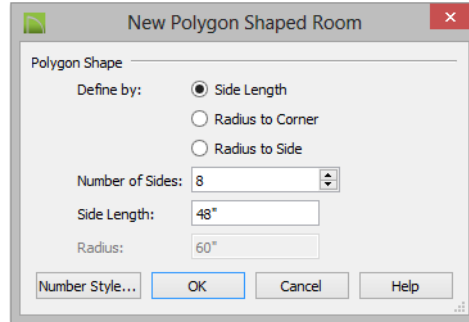 New Polygon Shaped Room
Polygon Shape
Define by: Side Length
Radius to Corner
Radius to Side
Number of Sides: 8
Side Length: 48"
Radius: 60"
Number Style... OK Cancel Help